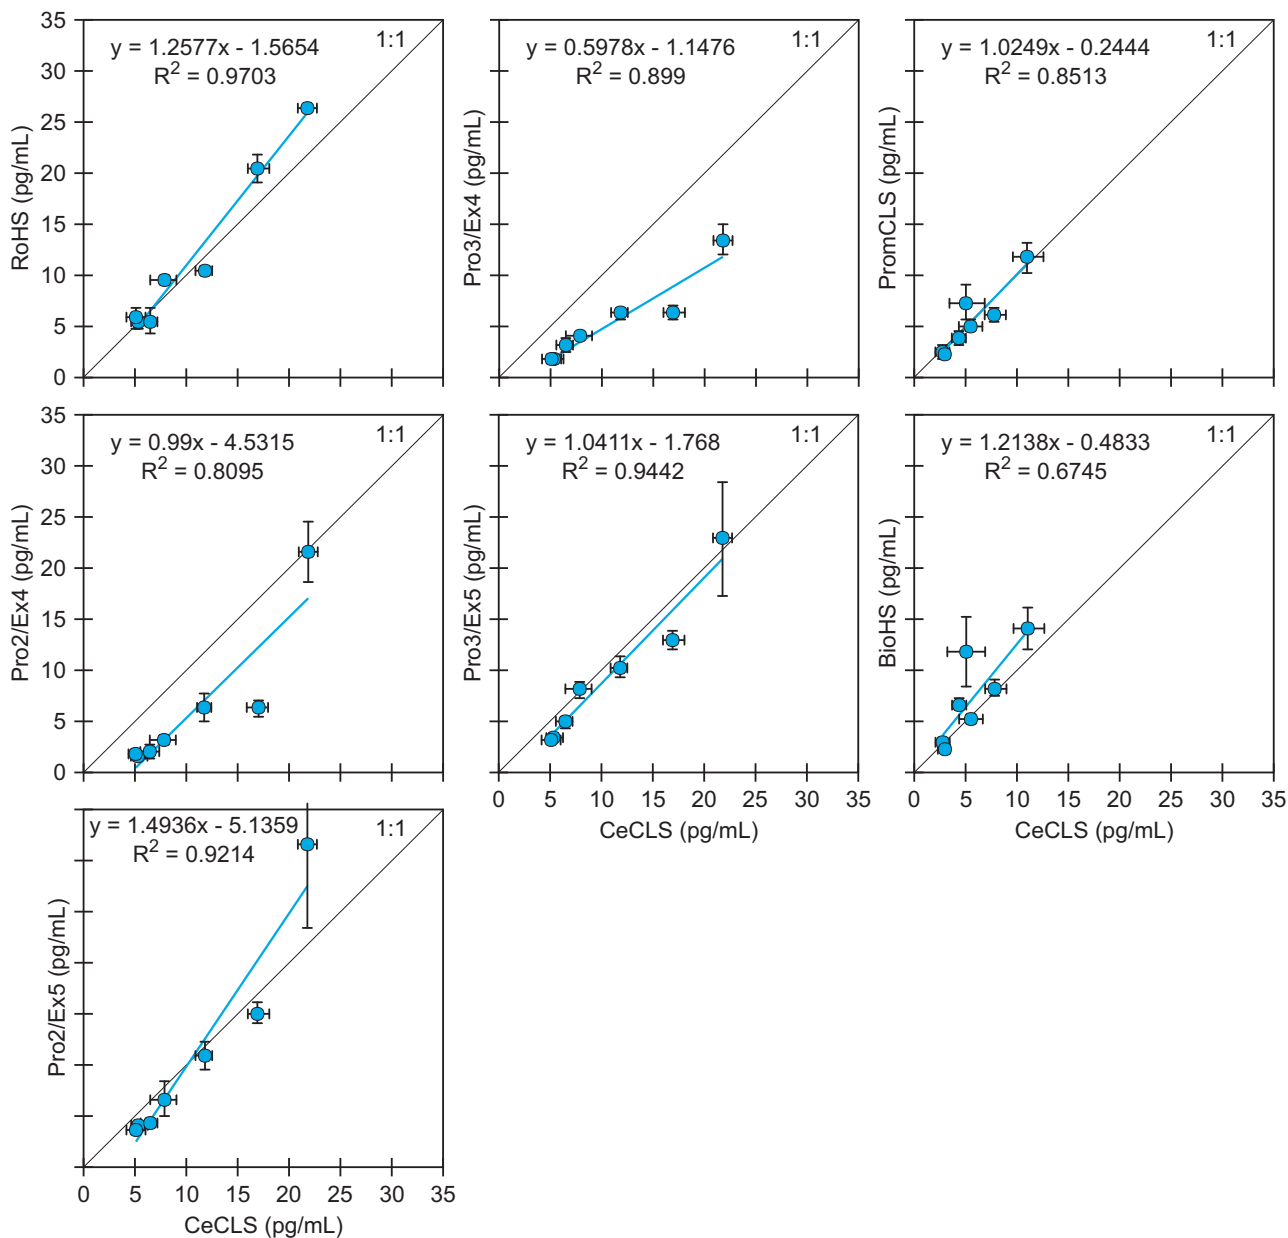 35
30
25
20
15
10
5
0
RoHS (pg/mL)
y = 1.2577x - 1.5654
R² = 0.9703
1:1
Pro3/Ex4 (pg/mL)
y = 0.5978x - 1.1476
R² = 0.899
1:1
PromCLS (pg/mL)
y = 1.0249x - 0.2444
R² = 0.8513
1:1
35
30
25
20
15
10
5
0
Pro2/Ex4 (pg/mL)
y = 0.99x - 4.5315
R² = 0.8095
1:1
Pro3/Ex5 (pg/mL)
y = 1.0411x - 1.768
R² = 0.9442
1:1
0 5 10 15 20 25 30 35
CeCLS (pg/mL)
BioHS (pg/mL)
y = 1.2138x - 0.4833
R² = 0.6745
1:1
0 5 10 15 20 25 30 35
CeCLS (pg/mL)
Pro2/Ex5 (pg/mL)
y = 1.4936x - 5.1359
R² = 0.9214
1:1
0 5 10 15 20 25 30 35
CeCLS (pg/mL)